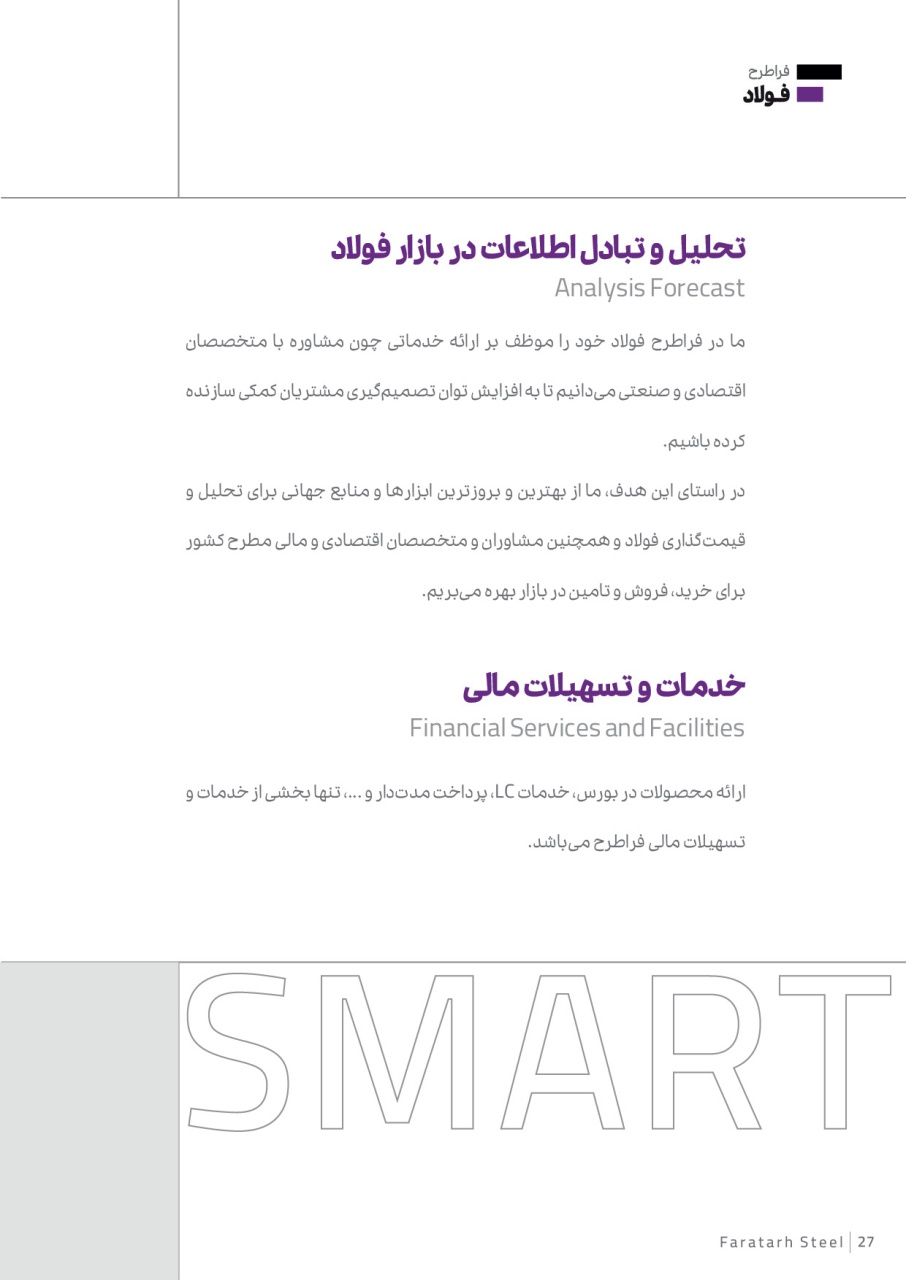 فراطرح
فولاد
تحلیل و تبادل اطلاعات در بازار فولاد
Analysis Forecast
ما در فراطرح فولاد خود را موظف بر ارائه خدماتی چون مشاوره با متخصصان
اقتصادی و صنعتی می‌دانیم تا به افزایش توان تصمیم‌گیری مشتریان کمکی سازنده
کرده باشیم.
در راستای این هدف، ما از بهترین و بروزترین ابزارها و منابع جهانی برای تحلیل و
قیمت‌گذاری فولاد و همچنین مشاوران و متخصصان اقتصادی و مالی مطرح کشور
برای خرید، فروش و تامین در بازار بهره می‌بریم.
خدمات و تسهیلات مالی
Financial Services and Facilities
ارائه محصولات در بورس، خدمات LC، پرداخت مدت‌دار و ...، تنها بخشی از خدمات و
تسهیلات مالی فراطرح می‌باشد.
SMART
Faratarh Steel | 27